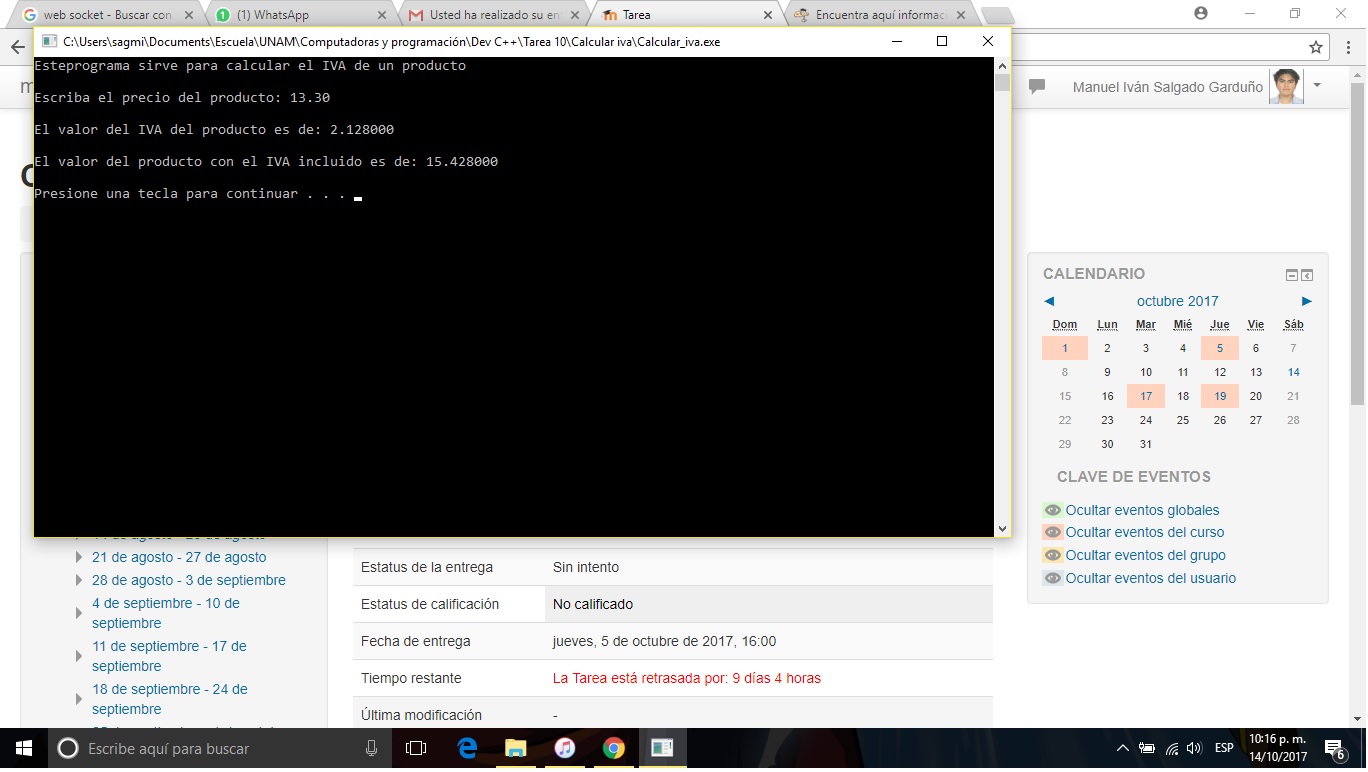 web socket - Buscar con
(1) WhatsApp
Usted ha realizado su en
Tarea
Encuentra aquí informac
C:\Users\sagmi\Documents\Escuela\UNAM\Computadoras y programación\Dev C++\Tarea 10\Calcular iva\Calcular_iva.exe
Esteprograma sirve para calcular el IVA de un producto
Escriba el precio del producto: 13.30
El valor del IVA del producto es de: 2.128000
El valor del producto con el IVA incluido es de: 15.428000
Presione una tecla para continuar . . .
Manuel Iván Salgado Garduño
CALENDARIO
octubre 2017
Dom Lun Mar Mié Jue Vie Sáb
1 2 3 4 5 6 7
8 9 10 11 12 13 14
15 16 17 18 19 20 21
22 23 24 25 26 27 28
29 30 31
CLAVE DE EVENTOS
Ocultar eventos globales
Ocultar eventos del curso
Ocultar eventos del grupo
Ocultar eventos del usuario
21 de agosto - 27 de agosto
28 de agosto - 3 de septiembre
4 de septiembre - 10 de
septiembre
11 de septiembre - 17 de
septiembre
18 de septiembre - 24 de
septiembre
Estatus de la entrega Sin intento
Estatus de calificación No calificado
Fecha de entrega jueves, 5 de octubre de 2017, 16:00
Tiempo restante La Tarea está retrasada por: 9 días 4 horas
Última modificación -
Escribe aquí para buscar
ESP
10:16 p. m.
14/10/2017
6